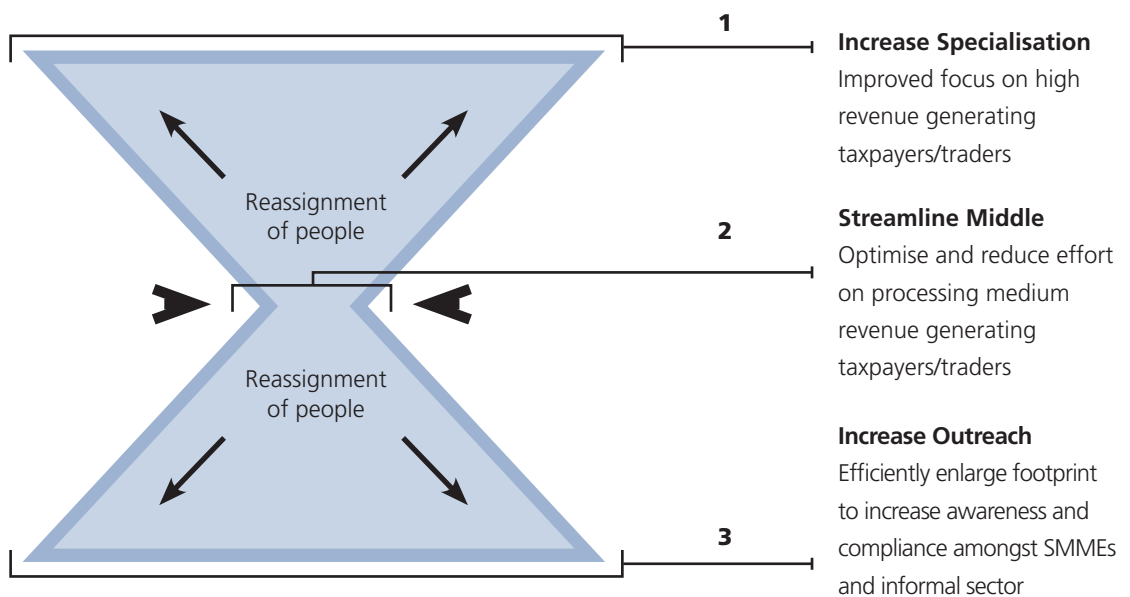 1
Increase Specialisation
Improved focus on high
revenue generating
taxpayers/traders
Reassignment
of people
2
Streamline Middle
Optimise and reduce effort
on processing medium
revenue generating
taxpayers/traders
Reassignment
of people
3
Increase Outreach
Efficiently enlarge footprint
to increase awareness and
compliance amongst SMMEs
and informal sector